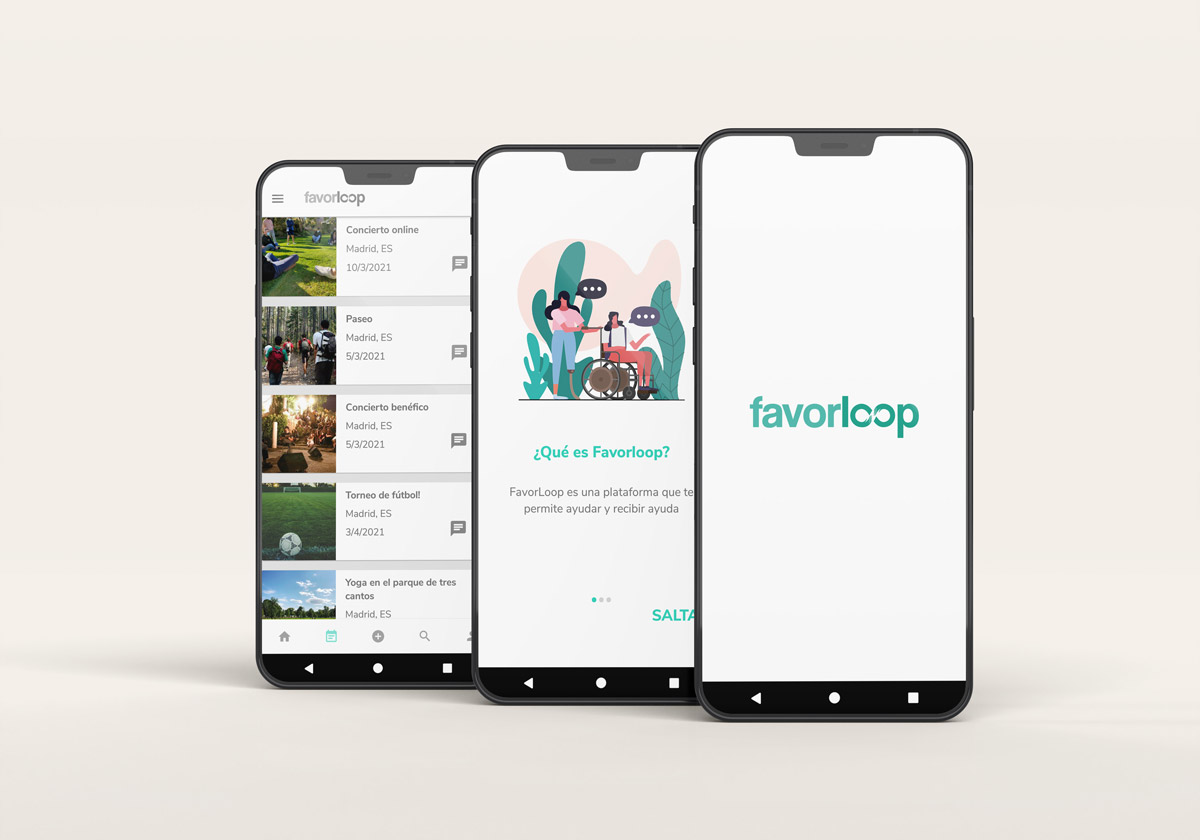 favorloop
Concierto online
Madrid, ES
10/3/2021
Paseo
Madrid, ES
5/3/2021
Concierto benéfico
Madrid, ES
5/3/2021
Torneo de fútbol!
Madrid, ES
3/4/2021
Yoga en el parque de tres
cantos
Madrid, ES
¿Qué es Favorloop?
FavorLoop es una plataforma que te
permite ayudar y recibir ayuda
SALTA
favorloop